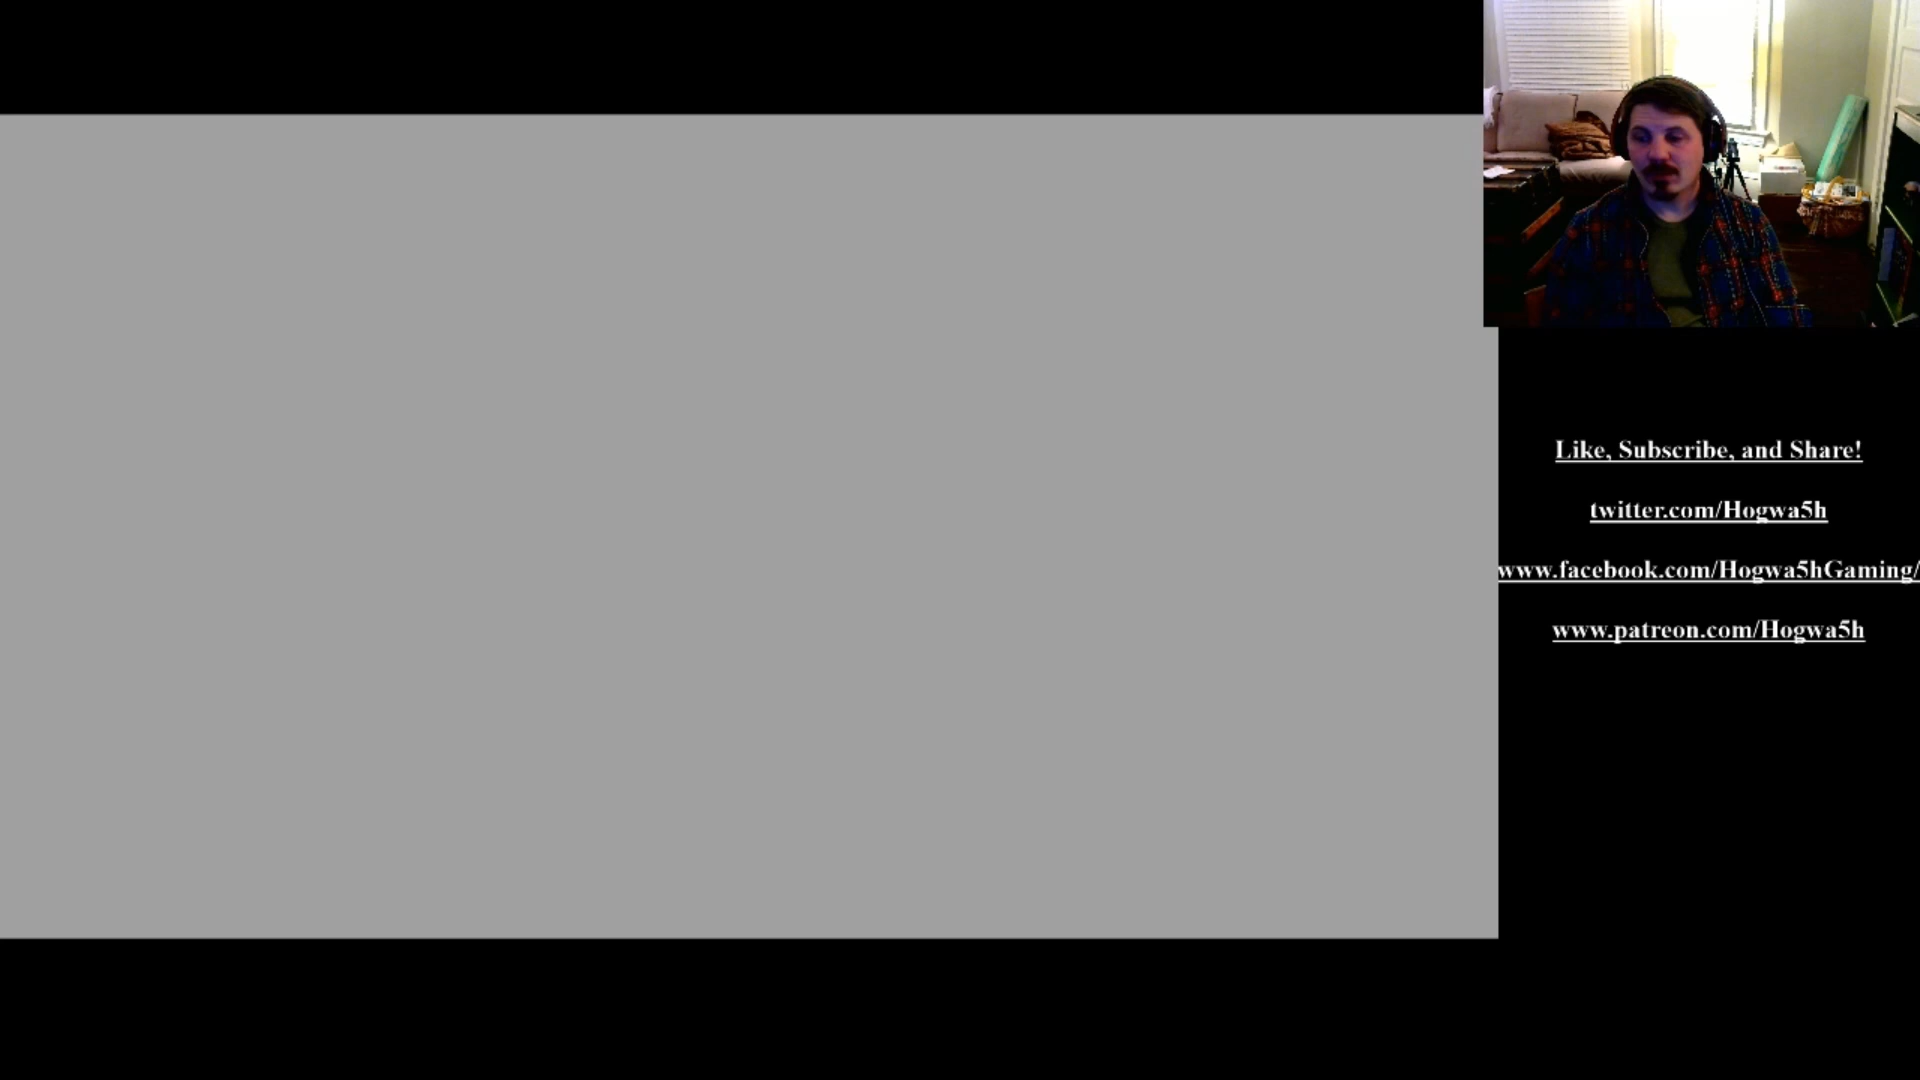 Like, Subscribe, and Share!
twitter.com/Hogwa5h
www.facebook.com/Hogwa5hGaming/
www.patreon.com/Hogwa5h